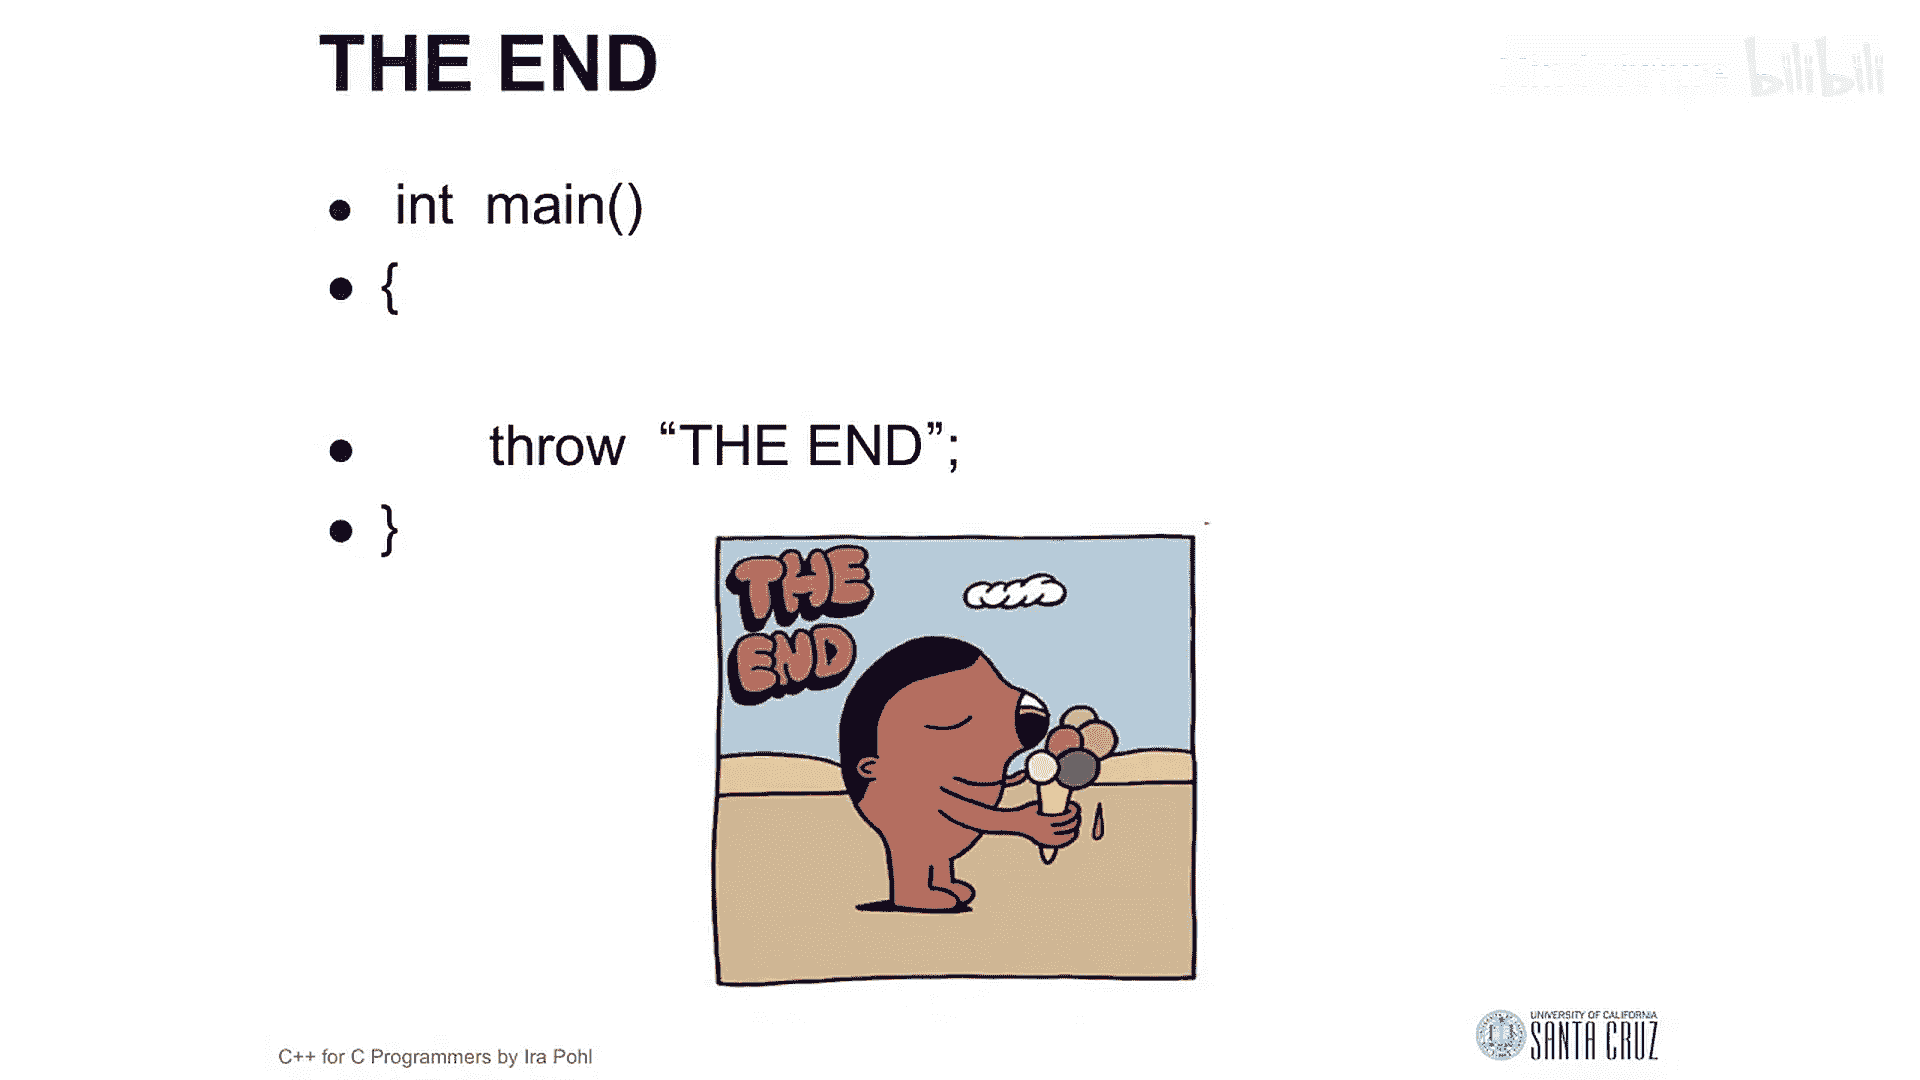 THE END
bilibili
• int main()
• {
• throw “THE END”;
• }
THE
END
C++ for C Programmers by Ira Pohl
UNIVERSITY OF CALIFORNIA
SANTA CRUZ